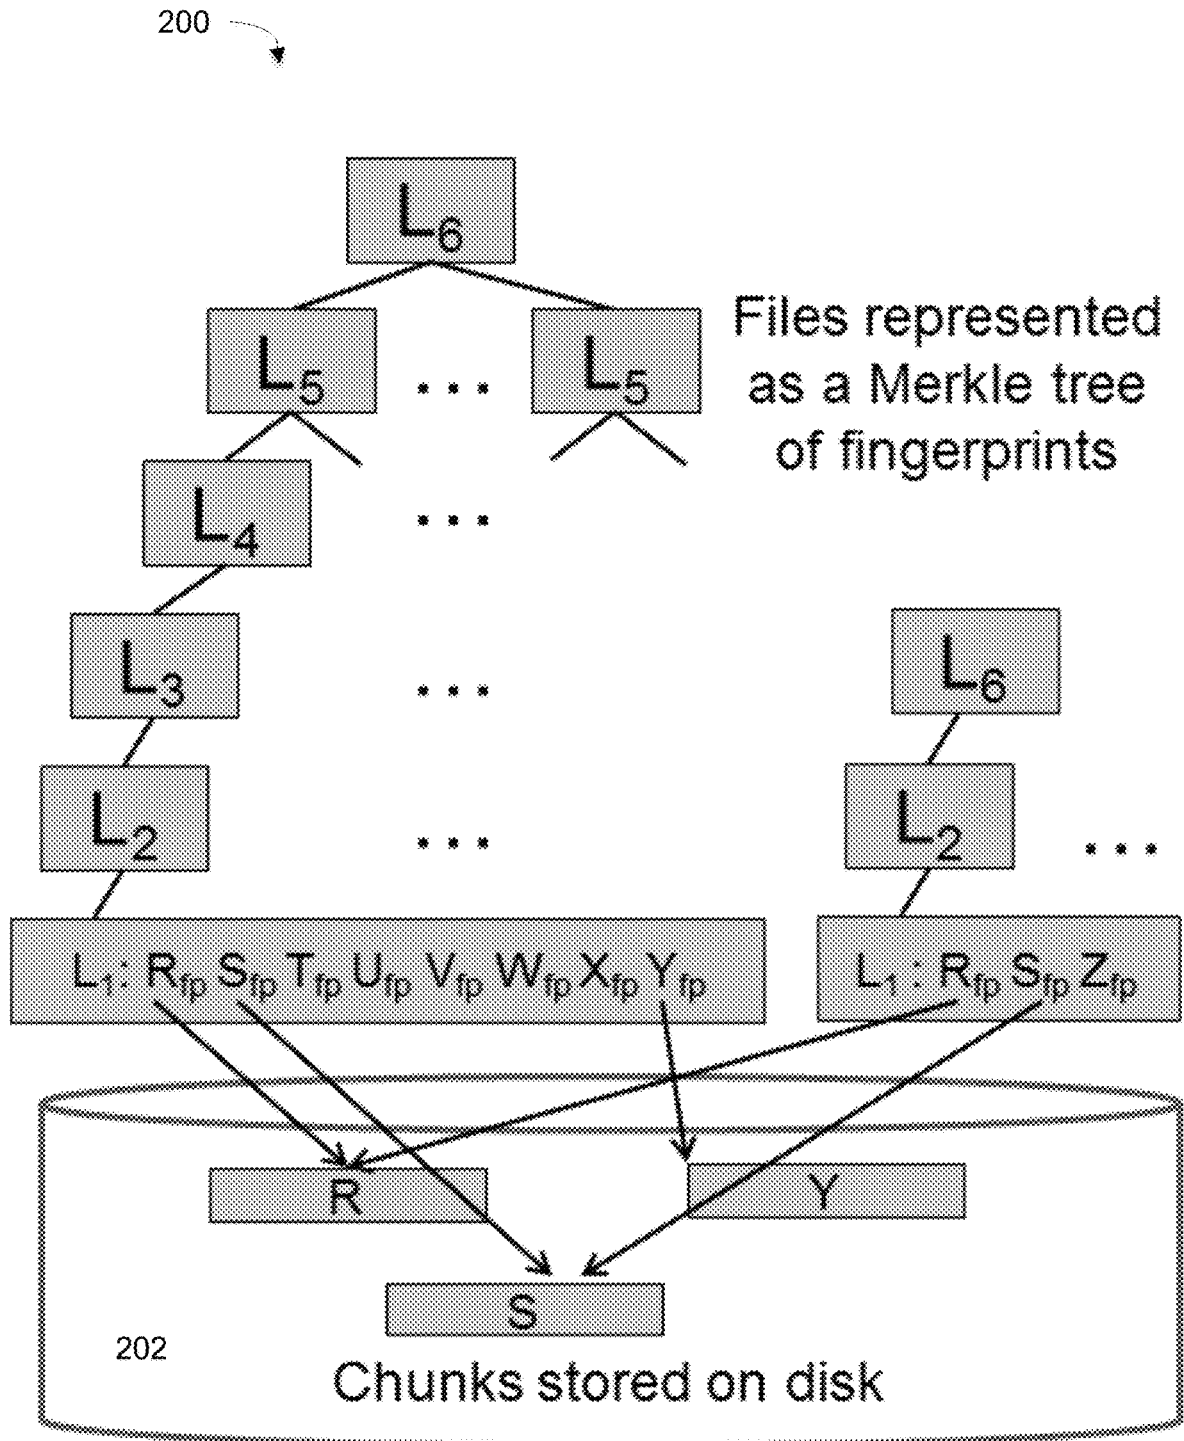 200
L6
L5 ... L5
Files represented
as a Merkle tree
of fingerprints
L4 ...
L3 ...
L6
L2 ...
L2 ...
L1: Rfp Sfp Tfp Ufp Vfp Wfp Xfp Yfp
L1 : Rfp Sfp Zfp
R
Y
S
202
Chunks stored on disk